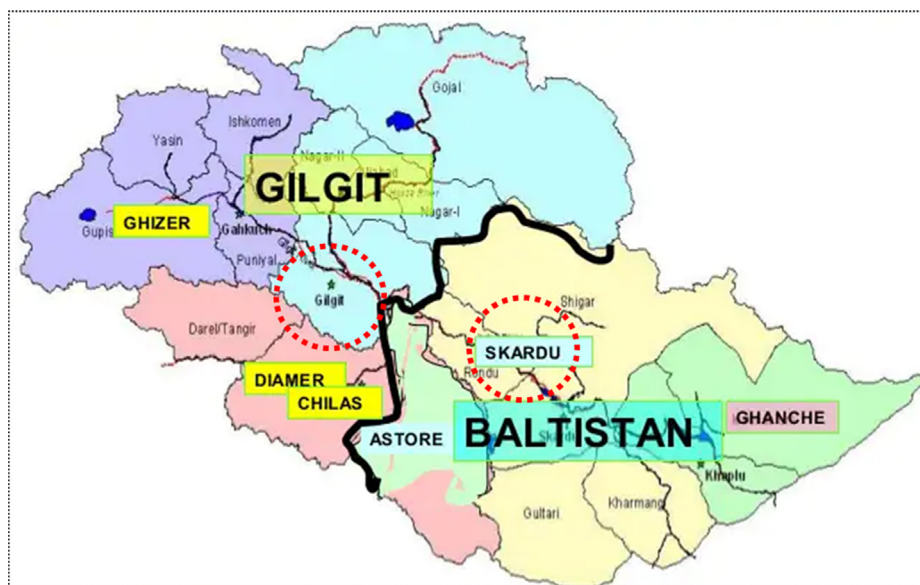 Gojal
Ishkomen
Yasin
Nagar-II
GILGIT
Nagar-I
GHIZER
Gahkuch
Gupis
Puniyal
Gilgit
Shigar
Darel/Tangir
SKARDU
Rondu
DIAMER
CHILAS
GHANCHE
ASTORE
BALTISTAN
Khaplu
Kharmang
Gultari